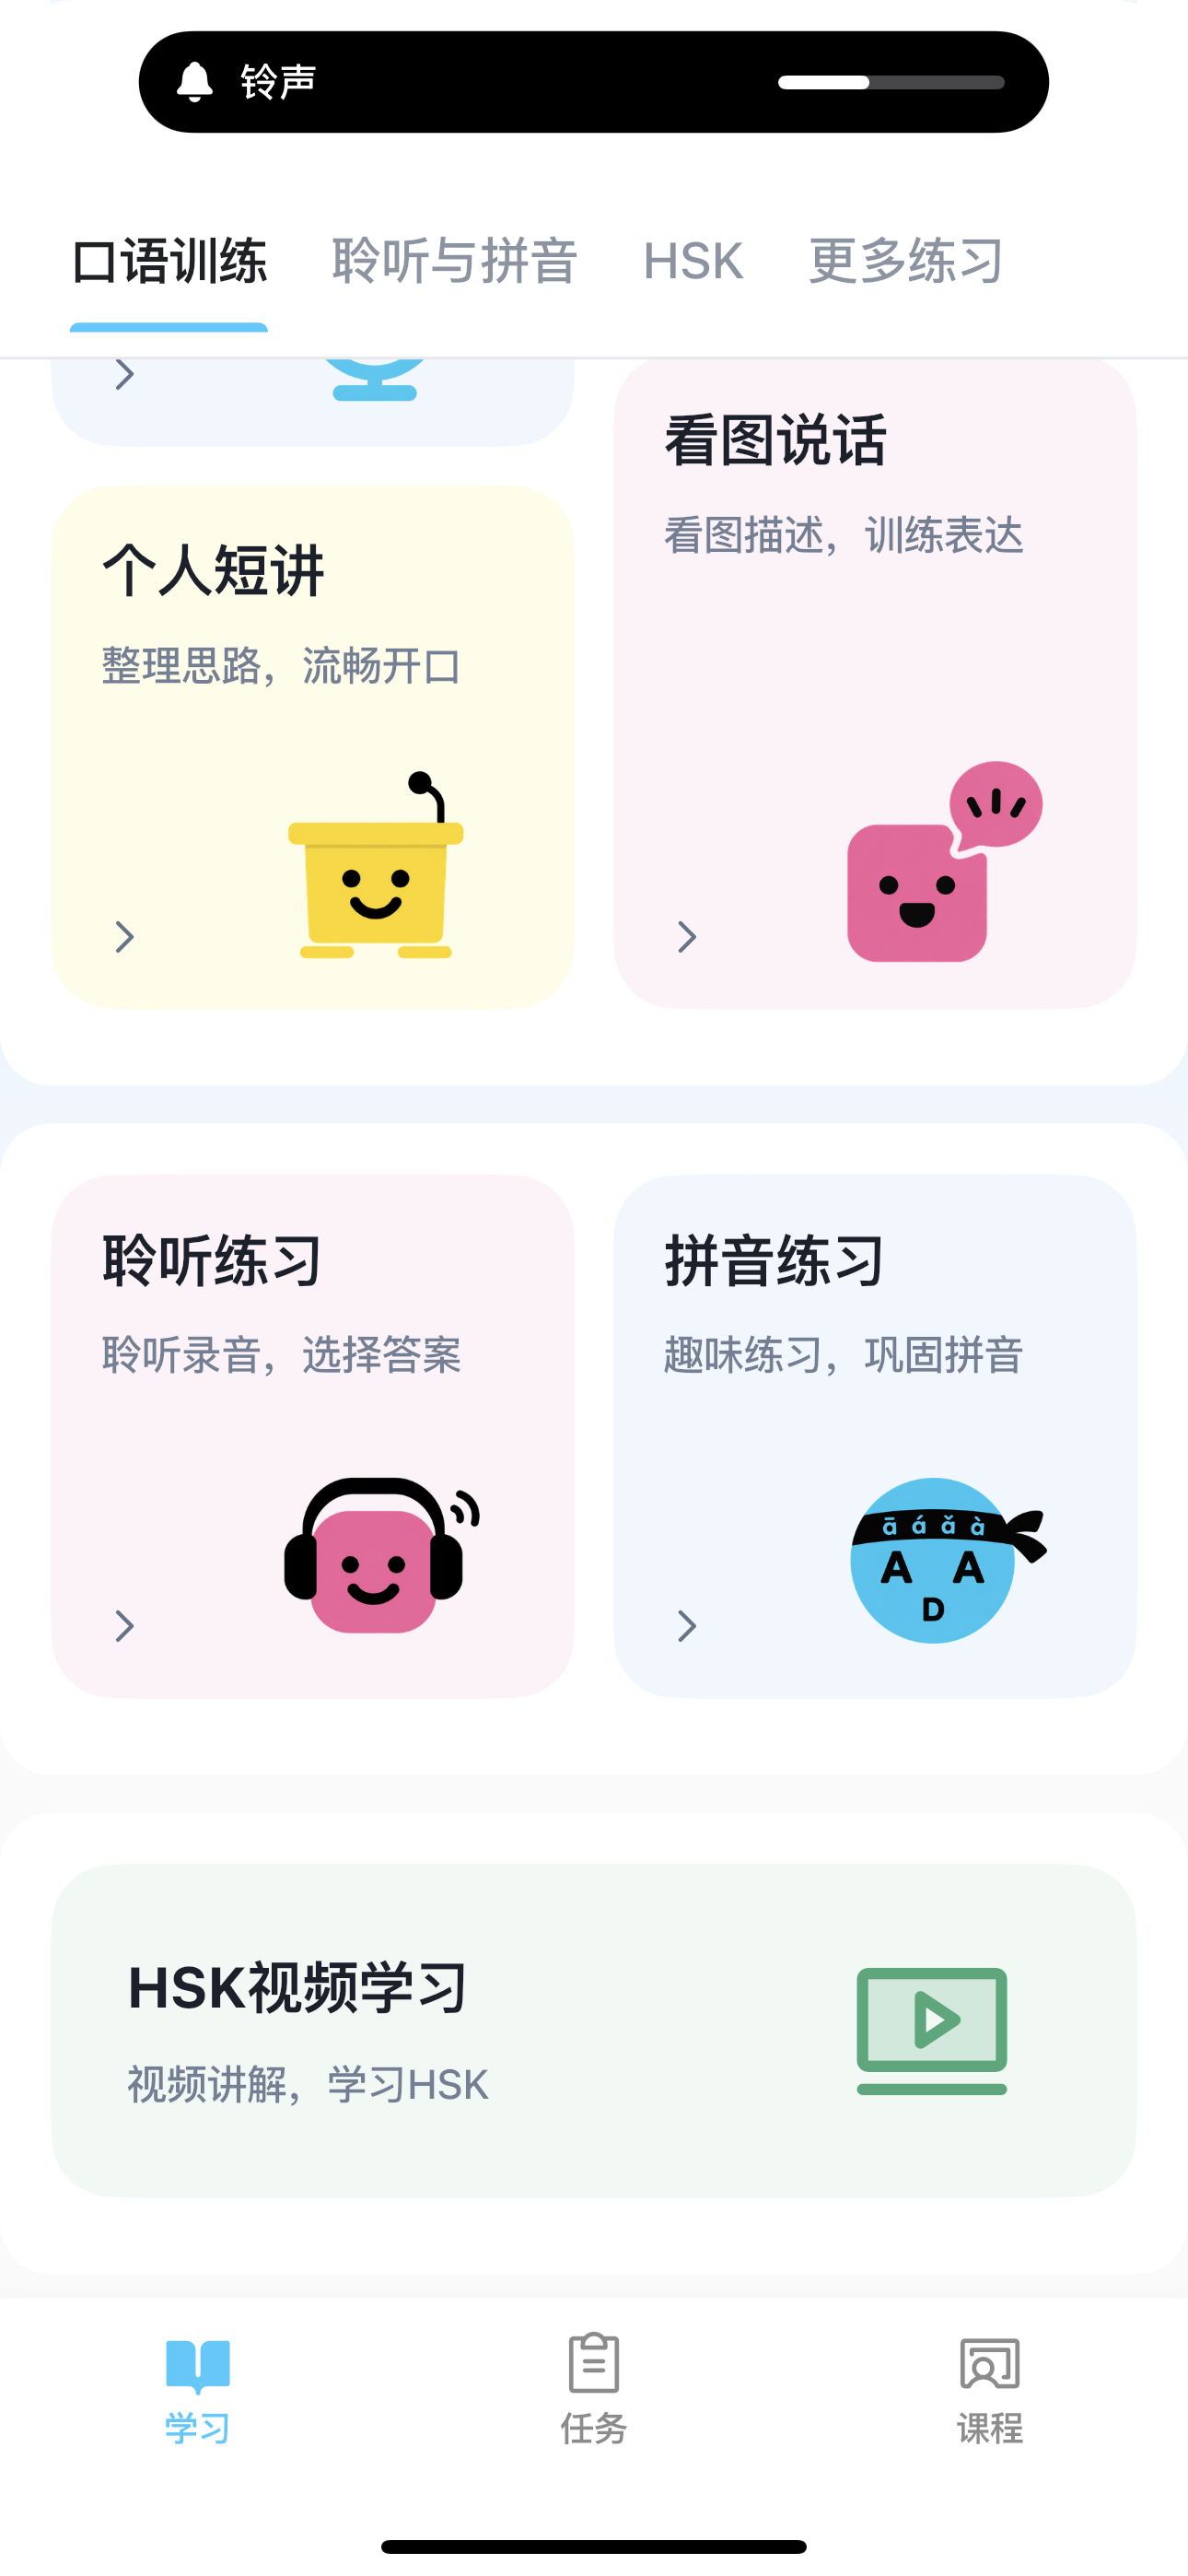 铃声
口语训练 聆听与拼音 HSK 更多练习
看图说话
看图描述，训练表达
个人短讲
整理思路，流畅开口
聆听练习
聆听录音，选择答案
拼音练习
趣味练习，巩固拼音
ā á ǎ à
A A
D
HSK视频学习
视频讲解，学习HSK
学习 任务 课程